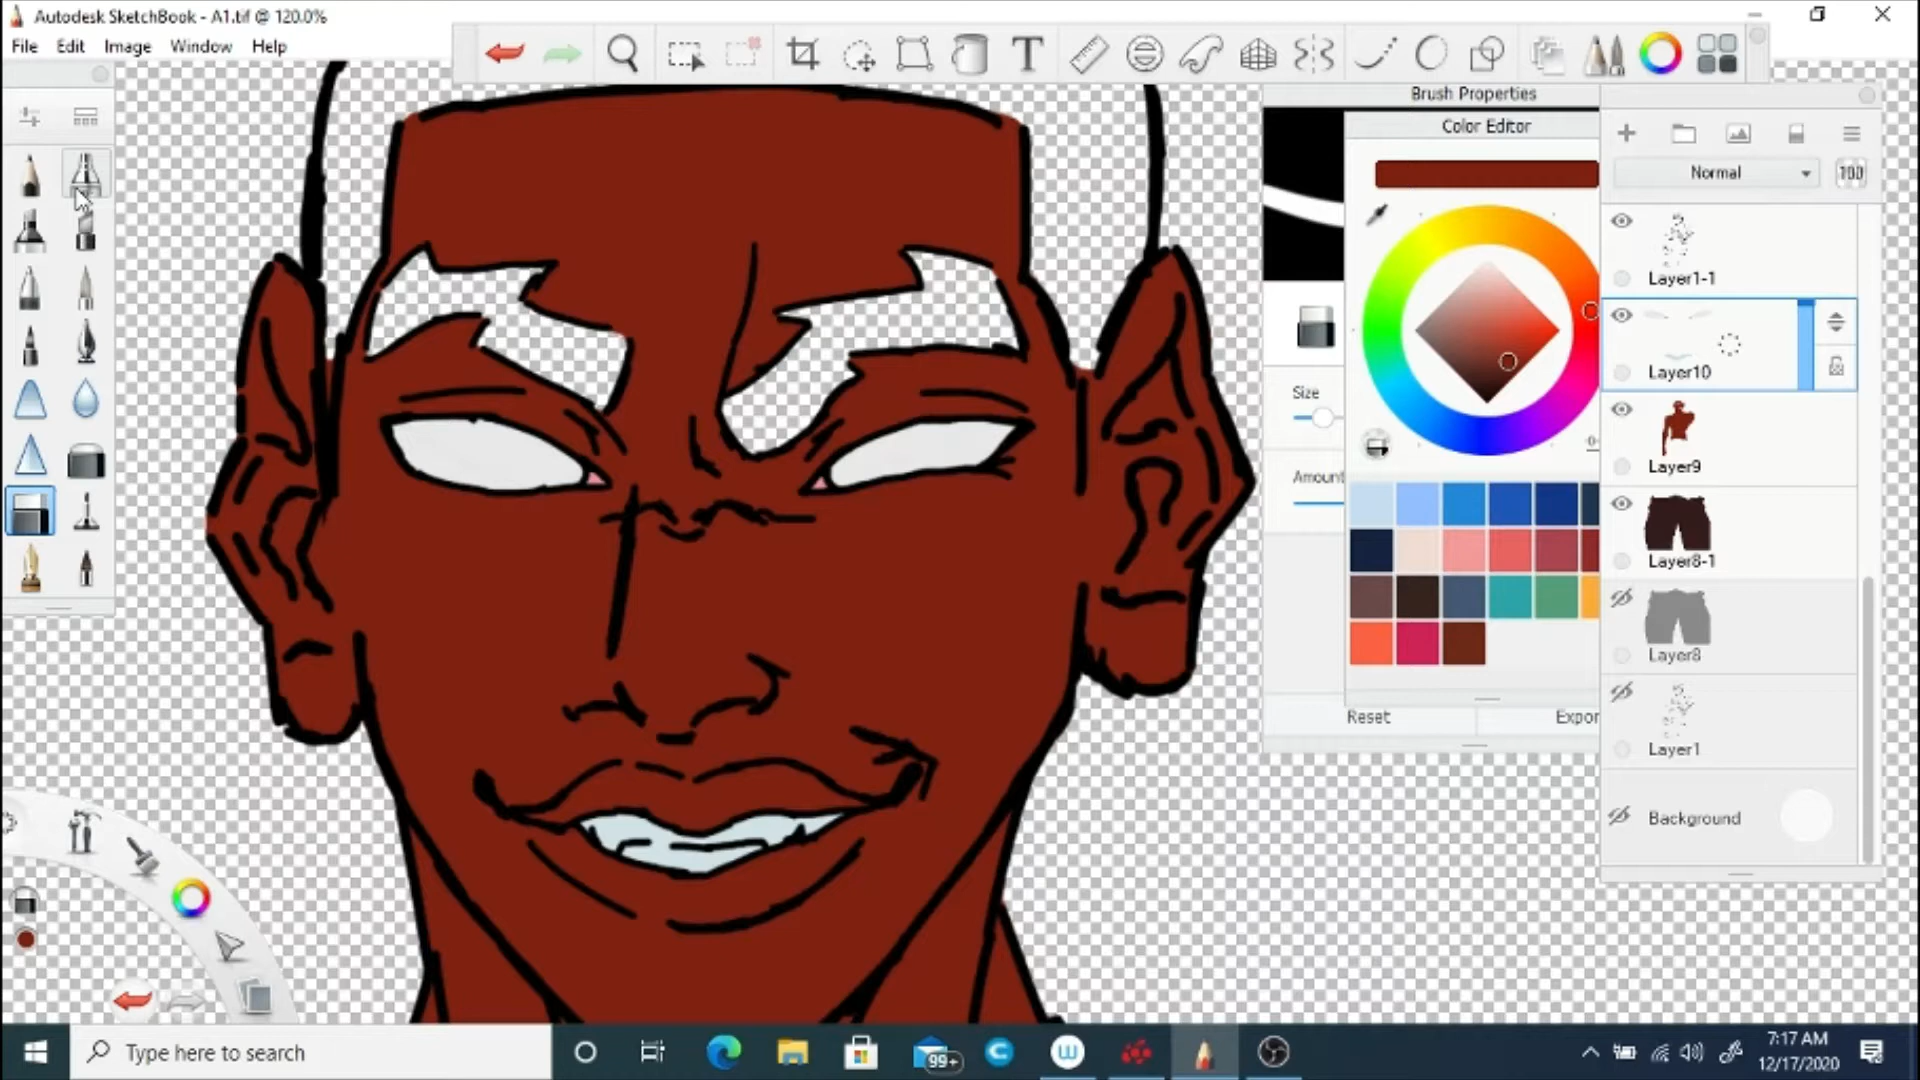 Autodesk SketchBook - A1.tif @ 120.0%
File Edit Image Window Help
T
Brush Properties
Color Editor
Normal 100
Layer1-1
Layer10
Size
Layer9
Amount
Layer8-1
Layer8
Reset
Layer1
Background
Type here to search
99+
7:17 AM
12/17/2020